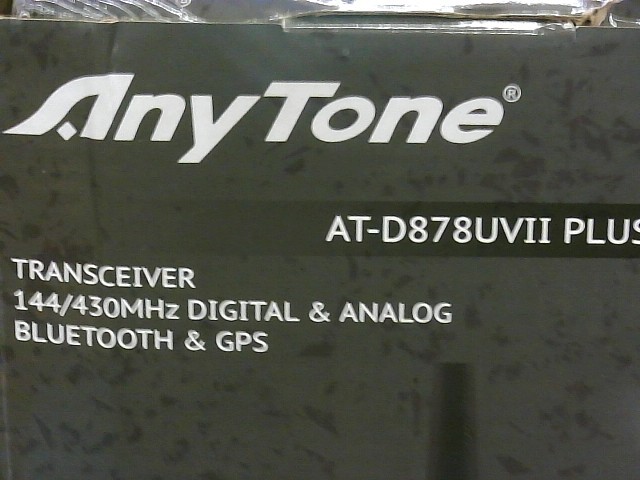 AnyTone®
AT-D878UVII PLUS
TRANSCEIVER
144/430MHz DIGITAL & ANALOG
BLUETOOTH & GPS